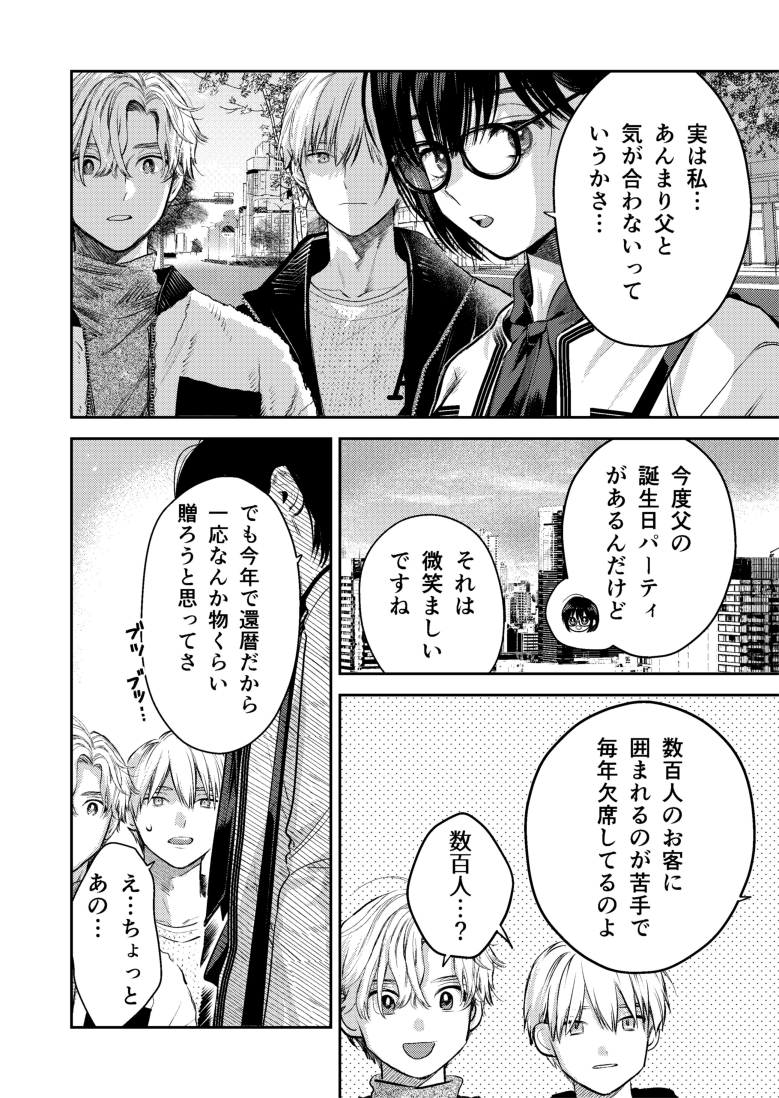 実は私…
あんまり父と
気が合わないって
いうかさ…
今度父の
誕生日パーティ
があるんだけど
それは
微笑ましい
ですね
数百人のお客に
囲まれるのが苦手で
毎年欠席してるのよ
数百人…?
でも今年で還暦だから
一応なんか物くらい
贈ろうと思ってさ
ブツブツ…
え…ちょっと
あの…